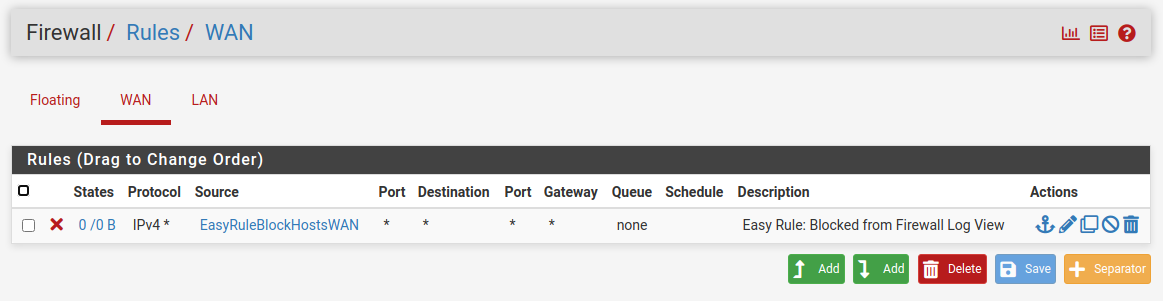 Firewall / Rules / WAN
Floating WAN LAN
Rules (Drag to Change Order)
States Protocol Source Port Destination Port Gateway Queue Schedule Description Actions
0 /0 B IPv4 * EasyRuleBlockHostsWAN * * * * none Easy Rule: Blocked from Firewall Log View
Add Add Delete Save Separator